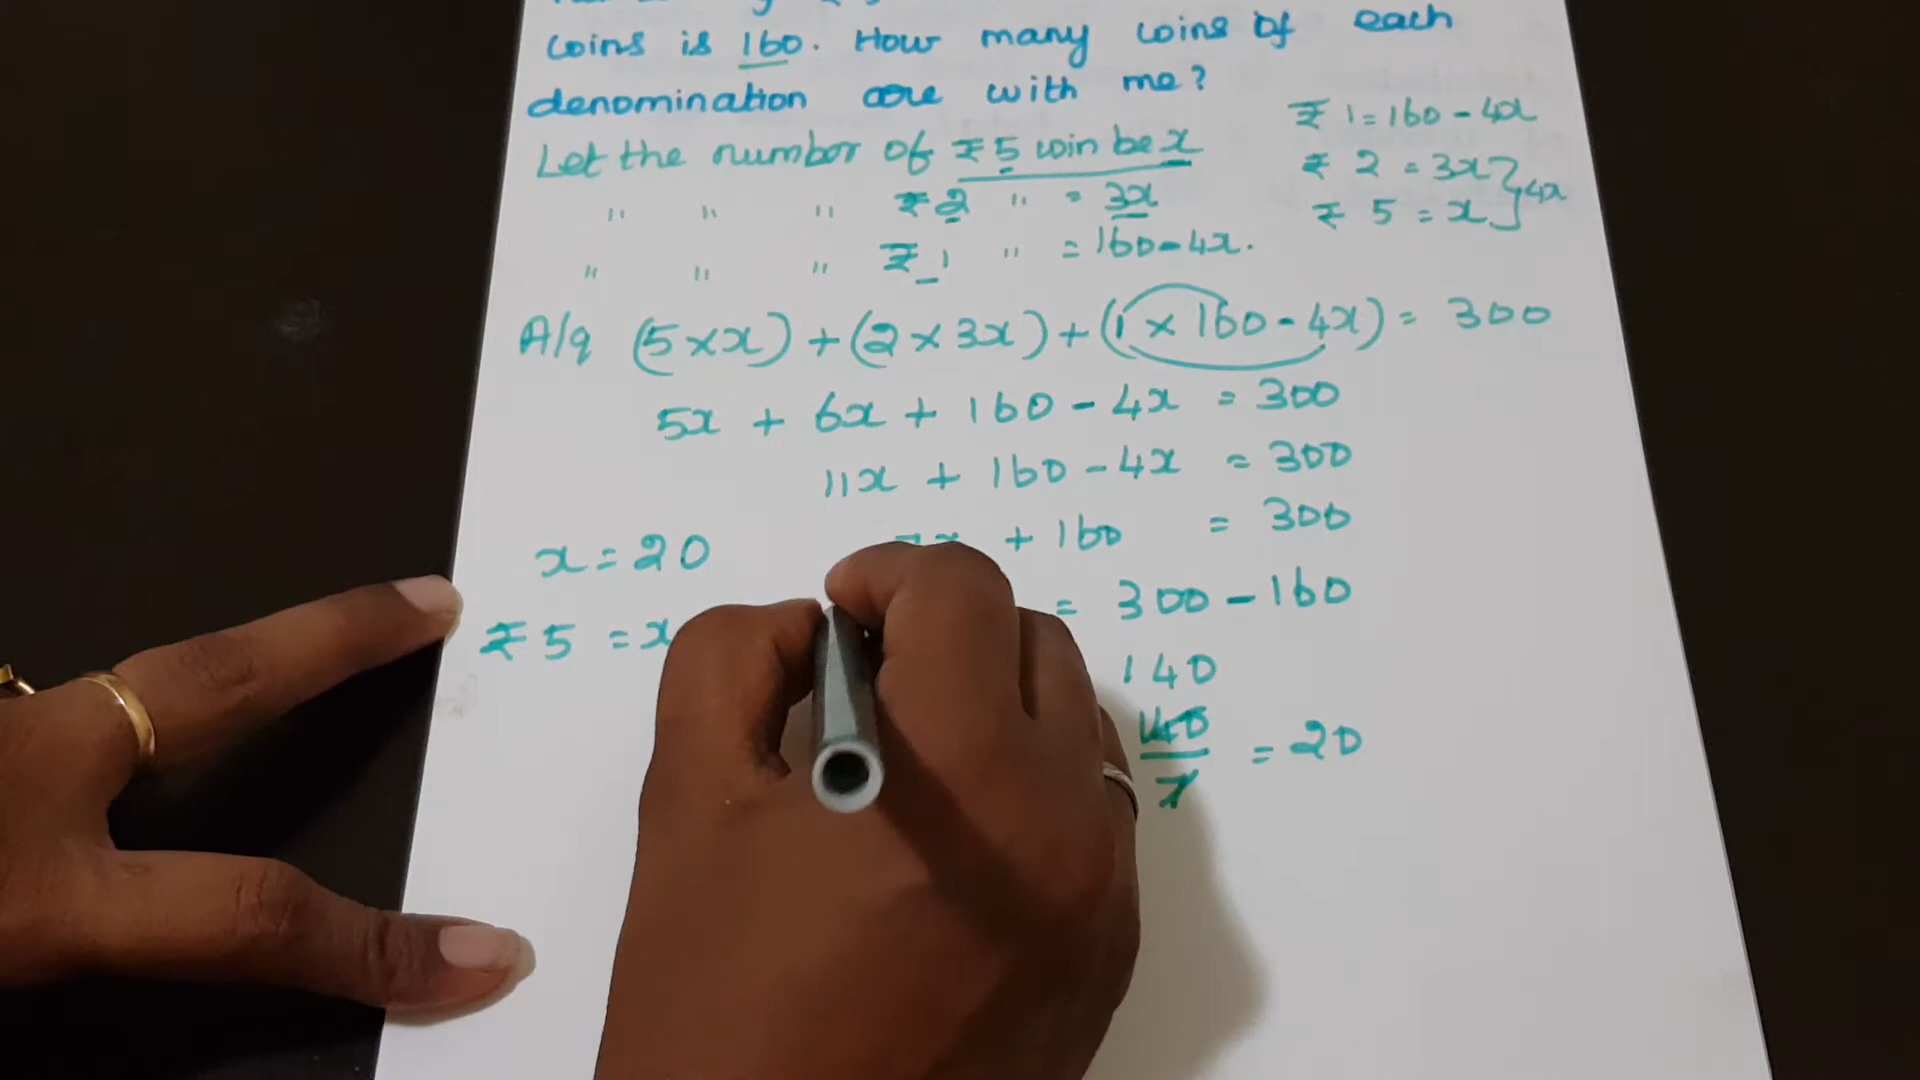 coins is 160. How many coins of each
denomination are with me?
Let the number of ₹5 coin be x
" " " ₹2 " = 3x
" " " ₹1 " = 160-4x.
₹ 1 = 160 - 4x
₹ 2 = 3x } 4x
₹ 5 = x
A/q (5×x) + (2×3x) + (1 × 160-4x) = 300
5x + 6x + 160 - 4x = 300
11x + 160 - 4x = 300
+ 160 = 300
= 300 - 160
140
140/7 = 20
x = 20
₹5 = x